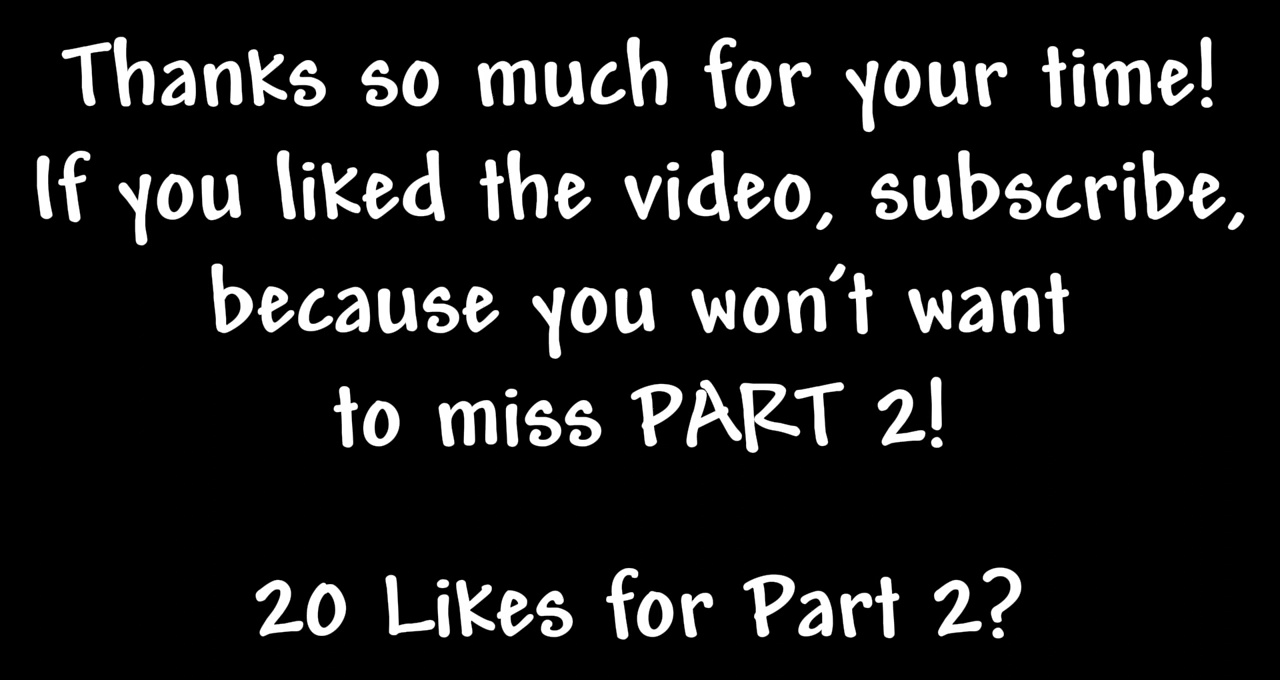 Thanks so much for your time!
If you liked the video, subscribe,
because you won't want
to miss PART 2!
20 Likes for Part 2?